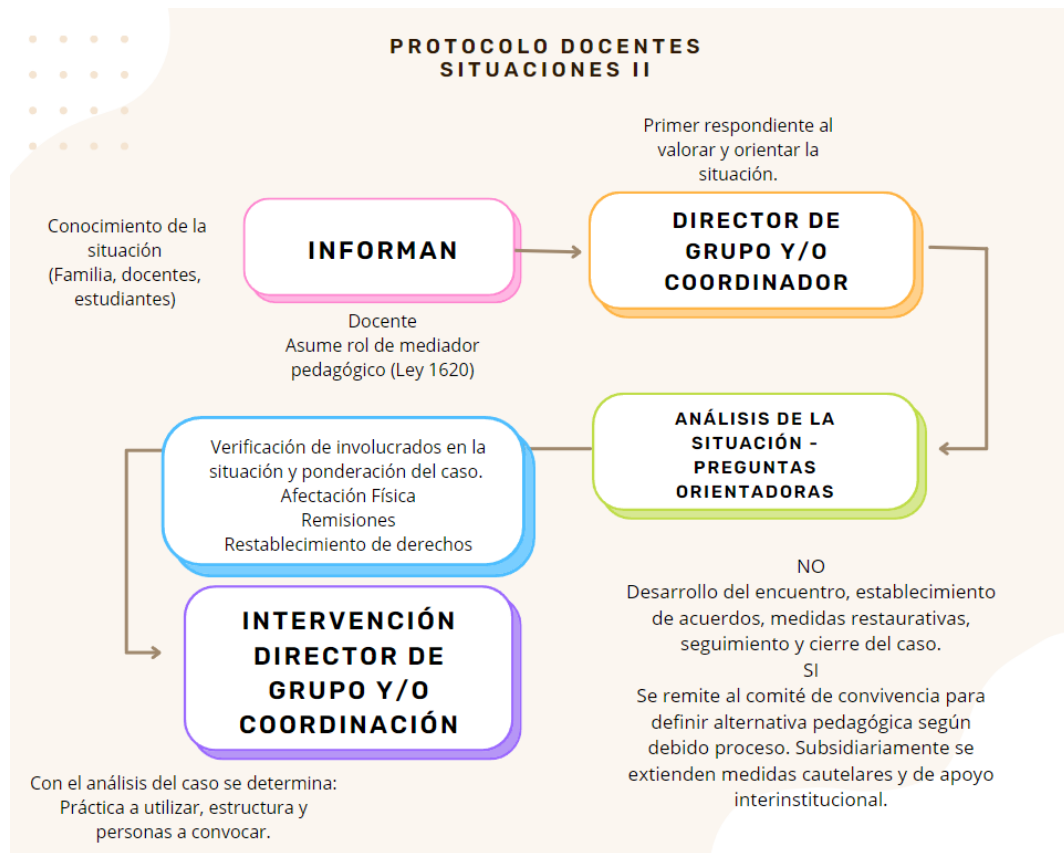 PROTOCOLO DOCENTES
SITUACIONES II
Conocimiento de la
situación
(Familia, docentes,
estudiantes)
INFORMAN
Docente
Asume rol de mediador
pedagógico (Ley 1620)
Primer respondiente al
valorar y orientar la
situación.
DIRECTOR DE
GRUPO Y/O
COORDINADOR
ANÁLISIS DE LA
SITUACIÓN -
PREGUNTAS
ORIENTADORAS
NO
Desarrollo del encuentro, establecimiento
de acuerdos, medidas restaurativas,
seguimiento y cierre del caso.
SI
Se remite al comité de convivencia para
definir alternativa pedagógica según
debido proceso. Subsidiariamente se
extienden medidas cautelares y de apoyo
interinstitucional.
Verificación de involucrados en la
situación y ponderación del caso.
Afectación Física
Remisiones
Restablecimiento de derechos
INTERVENCIÓN
DIRECTOR DE
GRUPO Y/O
COORDINACIÓN
Con el análisis del caso se determina:
Práctica a utilizar, estructura y
personas a convocar.